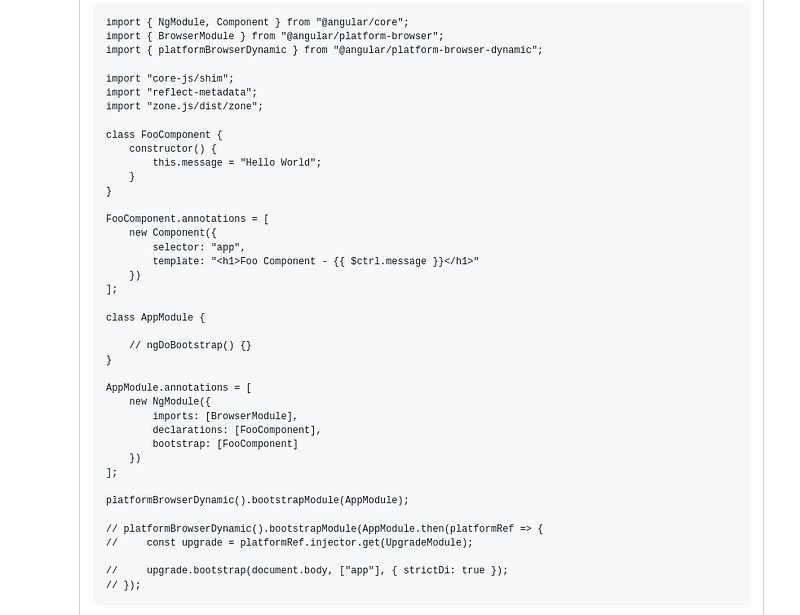 import { NgModule, Component } from "@angular/core";
import { BrowserModule } from "@angular/platform-browser";
import { platformBrowserDynamic } from "@angular/platform-browser-dynamic";

import "core-js/shim";
import "reflect-metadata";
import "zone.js/dist/zone";

class FooComponent {
    constructor() {
        this.message = "Hello World";
    }
}

FooComponent.annotations = [
    new Component({
        selector: "app",
        template: "<h1>Foo Component - {{ $ctrl.message }}</h1>"
    })
];

class AppModule {

    // ngDoBootstrap() {}
}

AppModule.annotations = [
    new NgModule({
        imports: [BrowserModule],
        declarations: [FooComponent],
        bootstrap: [FooComponent]
    })
];

platformBrowserDynamic().bootstrapModule(AppModule);

// platformBrowserDynamic().bootstrapModule(AppModule.then(platformRef => {
//     const upgrade = platformRef.injector.get(UpgradeModule);

//     upgrade.bootstrap(document.body, ["app"], { strictDi: true });
// });